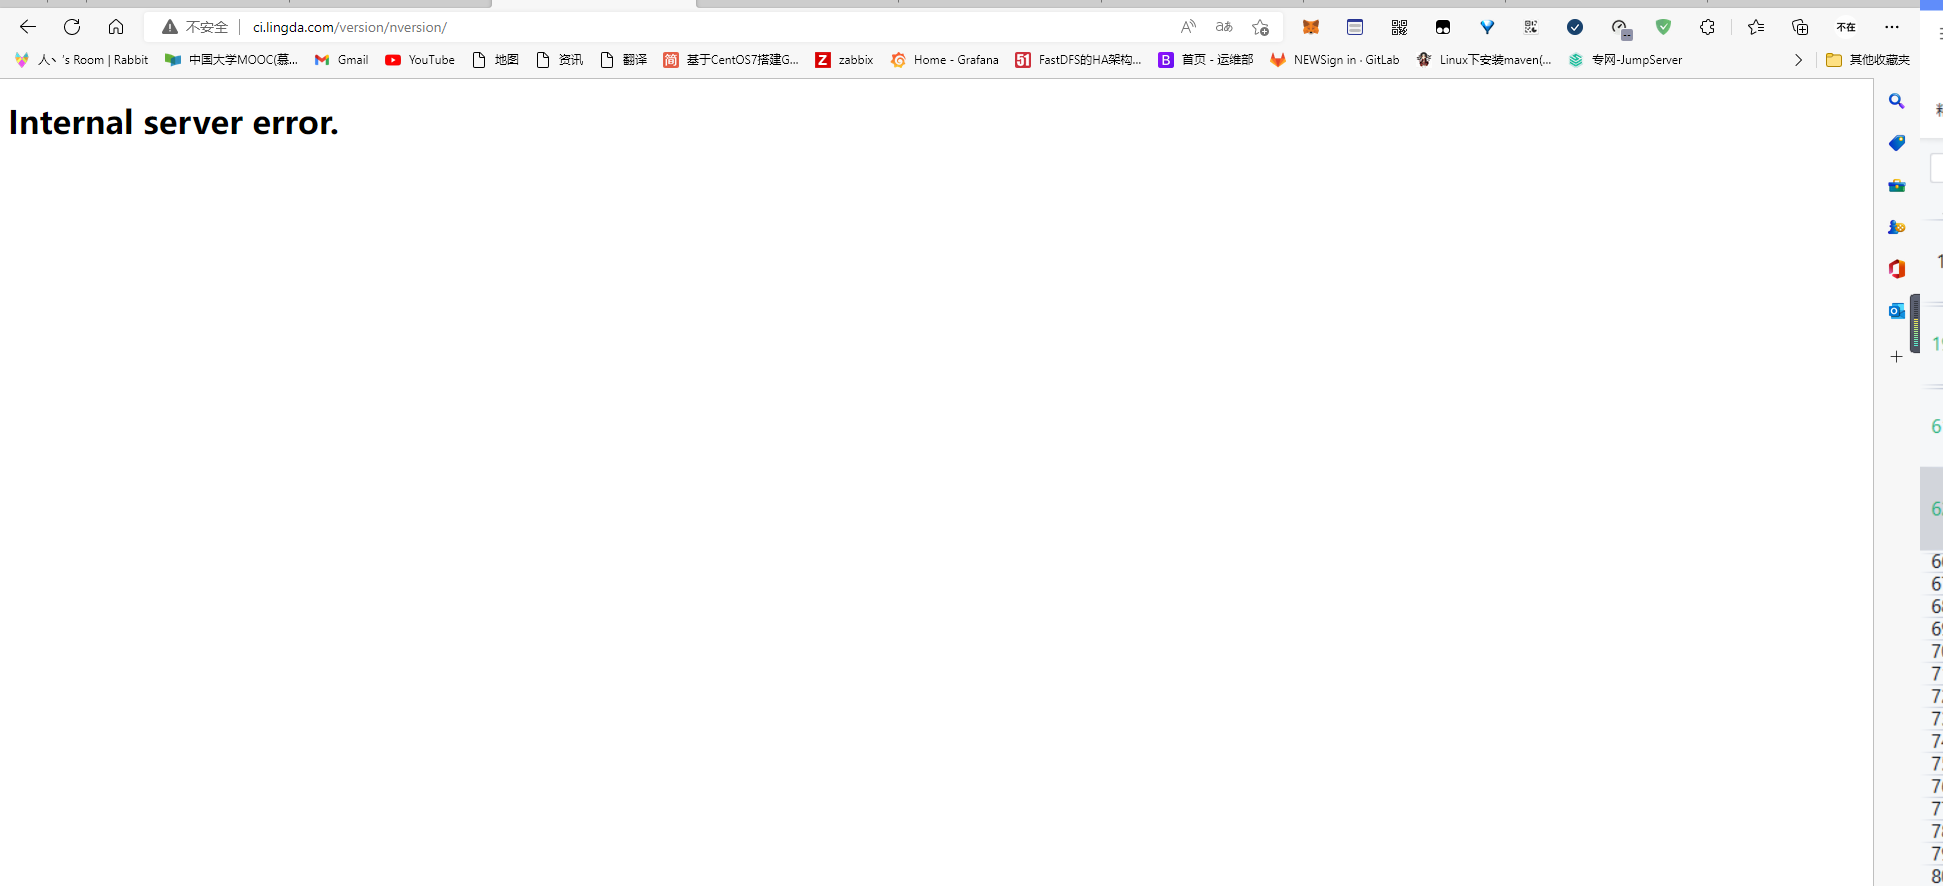 不安全 ci.lingda.com/version/nversion/ 不在
人丶's Room | Rabbit 中国大学MOOC(慕... Gmail YouTube 地图 资讯 翻译 基于CentOS7搭建G... zabbix Home - Grafana FastDFS的HA架构... 首页 - 运维部 NEWSign in · GitLab Linux下安装maven(... 专网-JumpServer 其他收藏夹
Internal server error.